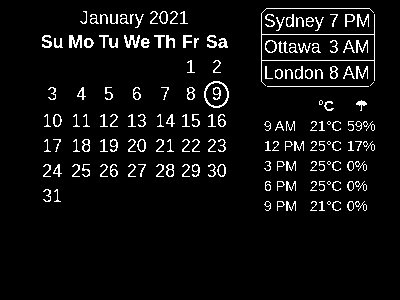 January 2021
Su Mo Tu We Th Fr Sa
1 2
3 4 5 6 7 8 9
10 11 12 13 14 15 16
17 18 19 20 21 22 23
24 25 26 27 28 29 30
31
Sydney 7 PM
Ottawa 3 AM
London 8 AM
°C ☂
9 AM 21°C 59%
12 PM 25°C 17%
3 PM 25°C 0%
6 PM 25°C 0%
9 PM 21°C 0%